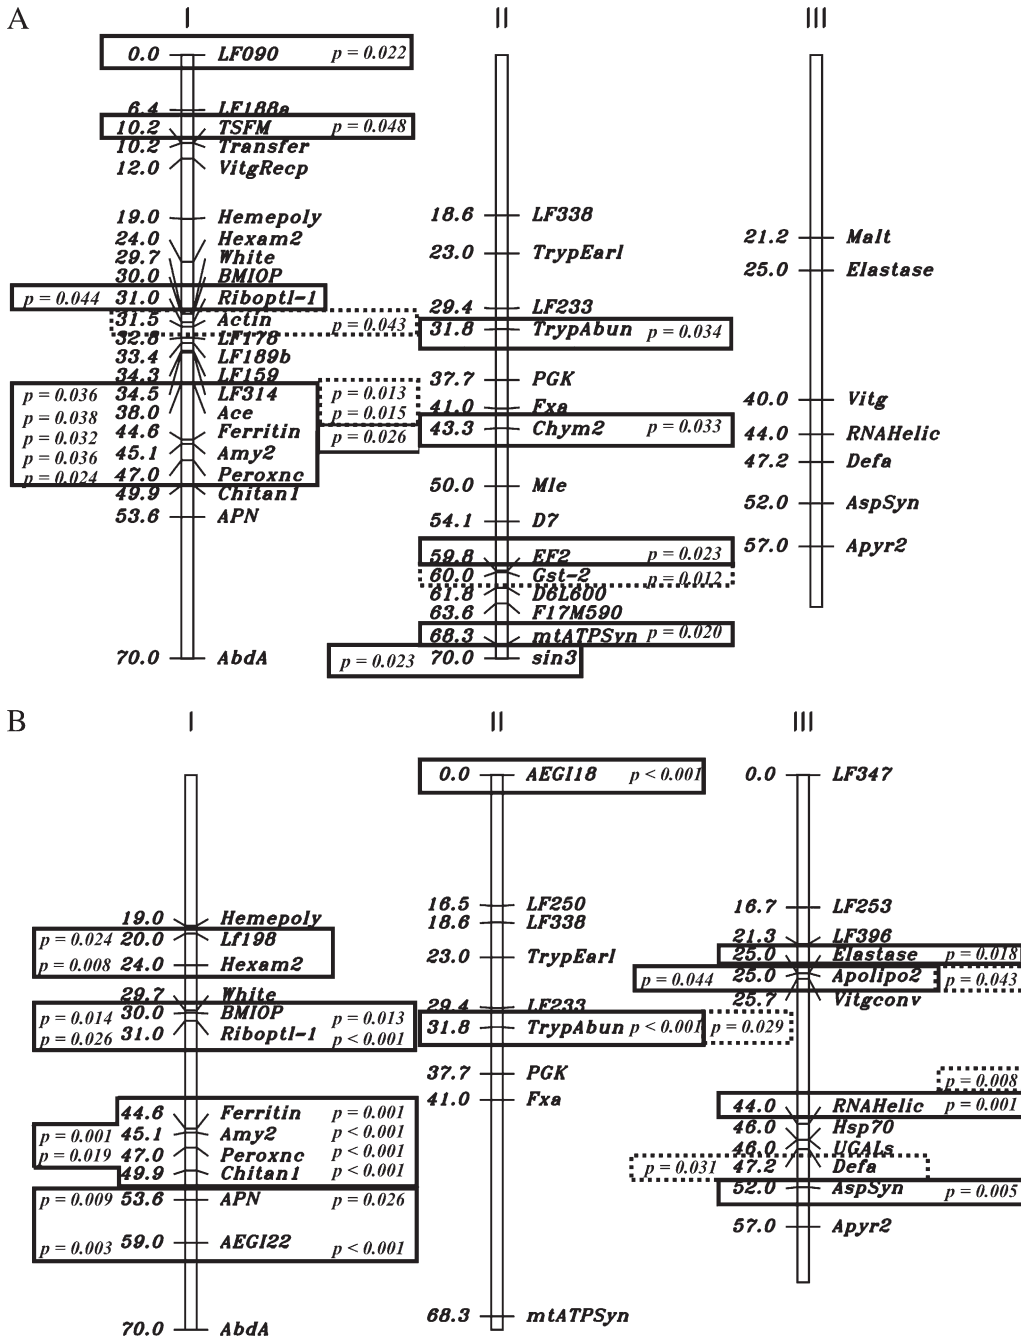 A
I
II
III
0.0 LF090 p = 0.022
6.4 LF188a
10.2 TSFM p = 0.048
10.2 Transfer
12.0 VitgRecp
19.0 Hemepoly
24.0 Hexam2
29.7 White
30.0 BMIOP
p = 0.044 31.0 Riboptl-1
31.5 Actin p = 0.043
32.8 LF178
33.4 LF189b
34.3 LF159
p = 0.036 34.5 LF314 p = 0.013
p = 0.038 38.0 Ace p = 0.015
p = 0.032 44.6 Ferritin p = 0.026
p = 0.036 45.1 Amy2
p = 0.024 47.0 Peroxnc
49.9 Chitan1
53.6 APN
70.0 AbdA
18.6 LF338
23.0 TrypEarl
29.4 LF233
31.8 TrypAbun p = 0.034
37.7 PGK
41.0 Fxa
43.3 Chym2 p = 0.033
50.0 Mle
54.1 D7
59.8 EF2 p = 0.023
60.0 Gst-2 p = 0.012
61.8 D6L600
63.6 F17M590
68.3 mtATPSyn p = 0.020
p = 0.023 70.0 sin3
21.2 Malt
25.0 Elastase
40.0 Vitg
44.0 RNAHelic
47.2 Defa
52.0 AspSyn
57.0 Apyr2
B
I
II
III
19.0 Hemepoly
p = 0.024 20.0 Lf198
p = 0.008 24.0 Hexam2
29.7 White
p = 0.014 30.0 BMIOP p = 0.013
p = 0.026 31.0 Riboptl-1 p < 0.001
44.6 Ferritin p = 0.001
p = 0.001 45.1 Amy2 p < 0.001
p = 0.019 47.0 Peroxnc p < 0.001
49.9 Chitan1 p < 0.001
p = 0.009 53.6 APN p = 0.026
p = 0.003 59.0 AEGI22 p < 0.001
70.0 AbdA
0.0 AEGI18 p < 0.001
16.5 LF250
18.6 LF338
23.0 TrypEarl
29.4 LF233
31.8 TrypAbun p < 0.001 p = 0.029
37.7 PGK
41.0 Fxa
68.3 mtATPSyn
0.0 LF347
16.7 LF253
21.3 LF396
25.0 Elastase p = 0.018
p = 0.044 25.0 Apolipo2 p = 0.043
25.7 Vitgconv
p = 0.008
44.0 RNAHelic p = 0.001
46.0 Hsp70
46.0 UGALs
p = 0.031 47.2 Defa
52.0 AspSyn p = 0.005
57.0 Apyr2